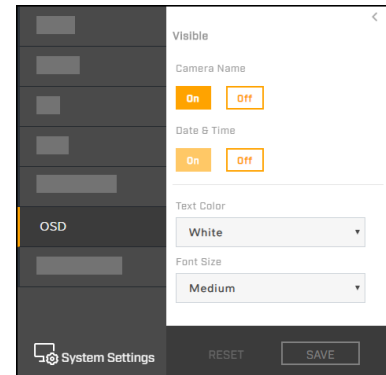 Visible
Camera Name
On Off
Date & Time
On Off
OSD
Text Color
White
Font Size
Medium
System Settings
RESET SAVE